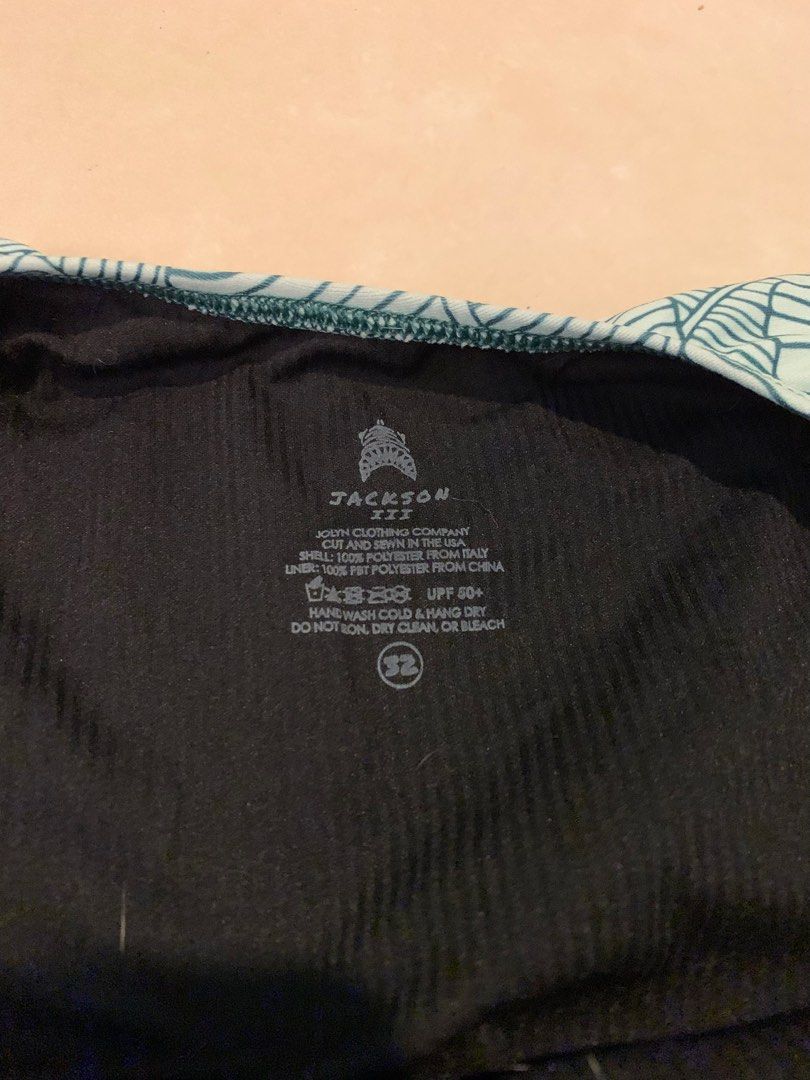 JACKSON
III
JOLYN CLOTHING COMPANY
CUT AND SEWN IN THE USA
SHELL: 100% POLYESTER FROM ITALY
LINER: 100% PBT POLYESTER FROM CHINA
UPF 50+
HAND WASH COLD & HANG DRY
DO NOT IRON, DRY CLEAN, OR BLEACH
32